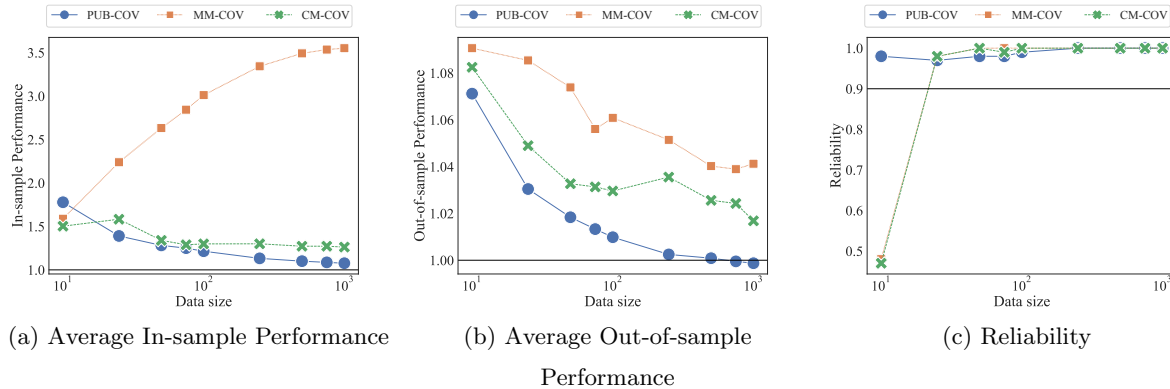 PUB-COV MM-COV CM-COV
3.5
3.0
2.5
2.0
1.5
1.0
In-sample Performance
10^1 10^2 10^3
Data size
(a) Average In-sample Performance
PUB-COV MM-COV CM-COV
1.08
1.06
1.04
1.02
1.00
Out-of-sample Performance
10^1 10^2 10^3
Data size
(b) Average Out-of-sample
Performance
PUB-COV MM-COV CM-COV
1.0
0.9
0.8
0.7
0.6
0.5
Reliability
10^1 10^2 10^3
Data size
(c) Reliability